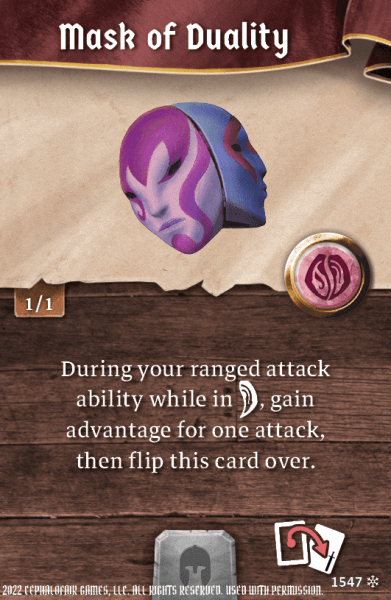 Mask of Duality
1/1
During your ranged attack
ability while in , gain
advantage for one attack,
then flip this card over.
1547
2022 CEPHALOFAIR GAMES, LLC. ALL RIGHTS RESERVED. USED WITH PERMISSION.